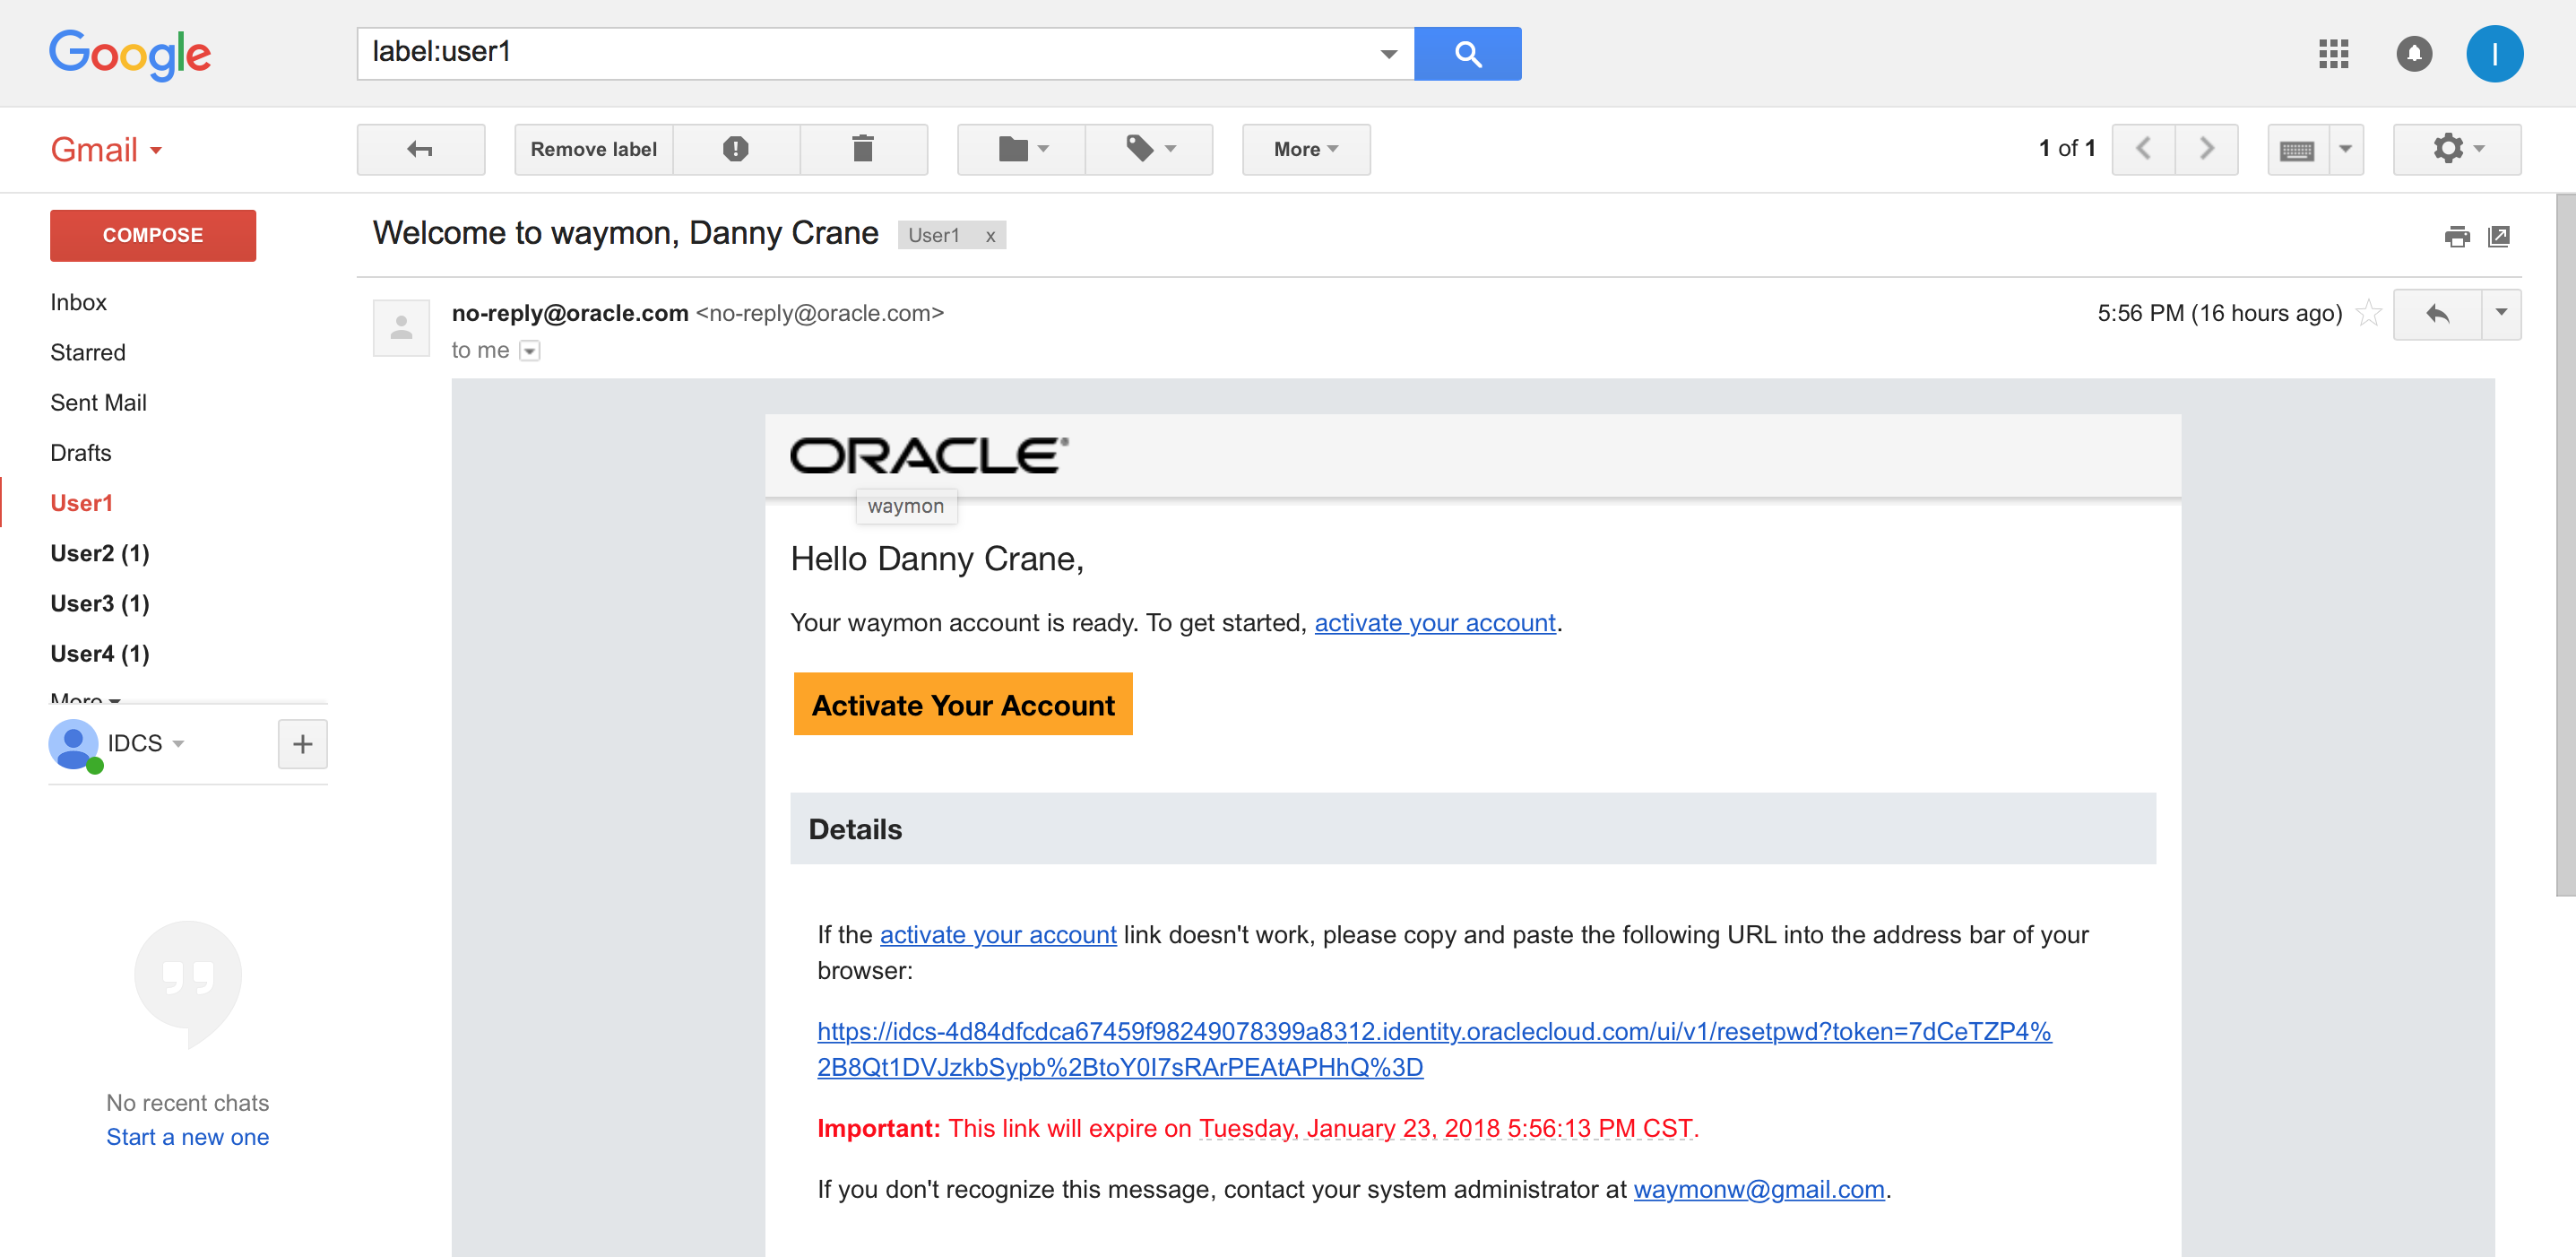 Google
label:user1
I
Gmail
Remove label
More
1 of 1
COMPOSE
Welcome to waymon, Danny Crane
User1 x
Inbox
Starred
Sent Mail
Drafts
User1
User2 (1)
User3 (1)
User4 (1)
More
IDCS
No recent chats
Start a new one
no-reply@oracle.com <no-reply@oracle.com>
5:56 PM (16 hours ago)
to me
ORACLE®
waymon
Hello Danny Crane,
Your waymon account is ready. To get started, activate your account.
Activate Your Account
Details
If the activate your account link doesn't work, please copy and paste the following URL into the address bar of your
browser:
https://idcs-4d84dfcdca67459f98249078399a8312.identity.oraclecloud.com/ui/v1/resetpwd?token=7dCeTZP4%
2B8Qt1DVJzkbSypb%2BtoY0I7sRArPEAtAPHhQ%3D
Important: This link will expire on Tuesday, January 23, 2018 5:56:13 PM CST.
If you don't recognize this message, contact your system administrator at waymonw@gmail.com.